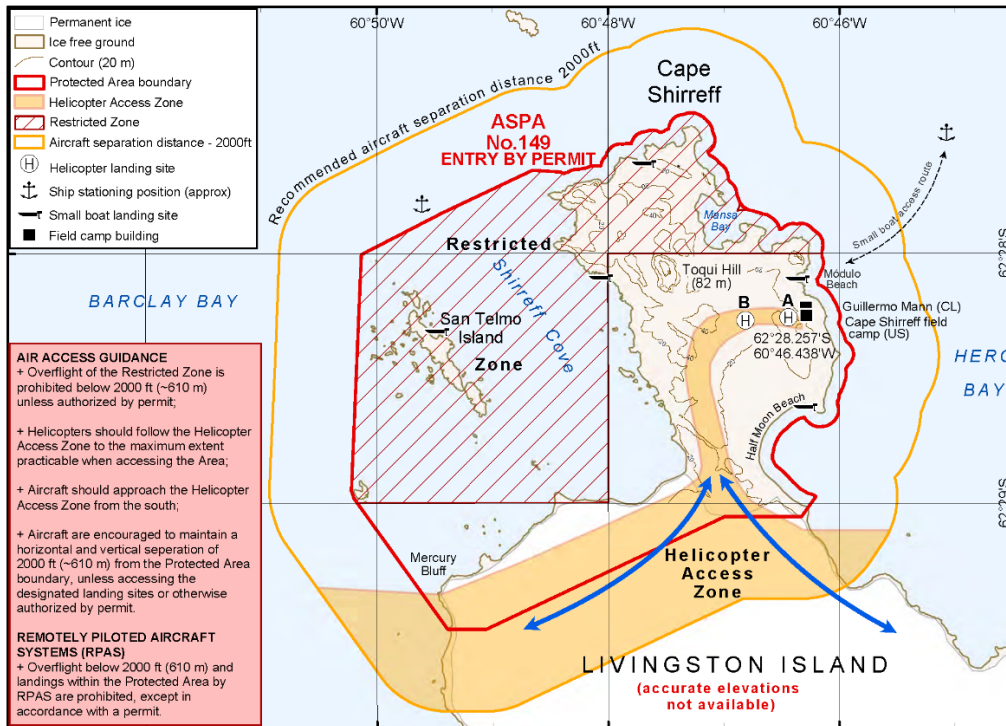 60°50'W
60°48'W
60°46'W
Permanent ice
Ice free ground
Contour (20 m)
Protected Area boundary
Helicopter Access Zone
Restricted Zone
Aircraft separation distance - 2000ft
H
Helicopter landing site
Ship stationing position (approx)
Small boat landing site
Field camp building
Recommended aircraft separation distance 2000ft
Cape
Shirreff
ASPA
No.149
ENTRY BY PERMIT
Small boat access route
Mansa
Bay
62°28'S
Restricted
Shirreff Cove
Zone
Toqui Hill
(82 m)
Módulo
Beach
BARCLAY BAY
San Telmo
Island
B
A
H
H
Guillermo Mann (CL)
Cape Shirreff field
camp (US)
62°28.257'S
60°46.438'W
HERO
BAY
Half Moon Beach
62°29'S
AIR ACCESS GUIDANCE
+ Overflight of the Restricted Zone is
prohibited below 2000 ft (~610 m)
unless authorized by permit;
+ Helicopters should follow the Helicopter
Access Zone to the maximum extent
practicable when accessing the Area;
+ Aircraft should approach the Helicopter
Access Zone from the south;
+ Aircraft are encouraged to maintain a
horizontal and vertical seperation of
2000 ft (~610 m) from the Protected Area
boundary, unless accessing the
designated landing sites or otherwise
authorized by permit.
REMOTELY PILOTED AIRCRAFT
SYSTEMS (RPAS)
+ Overflight below 2000 ft (610 m) and
landings within the Protected Area by
RPAS are prohibited, except in
accordance with a permit.
Mercury
Bluff
Helicopter
Access
Zone
LIVINGSTON ISLAND
(accurate elevations
not available)